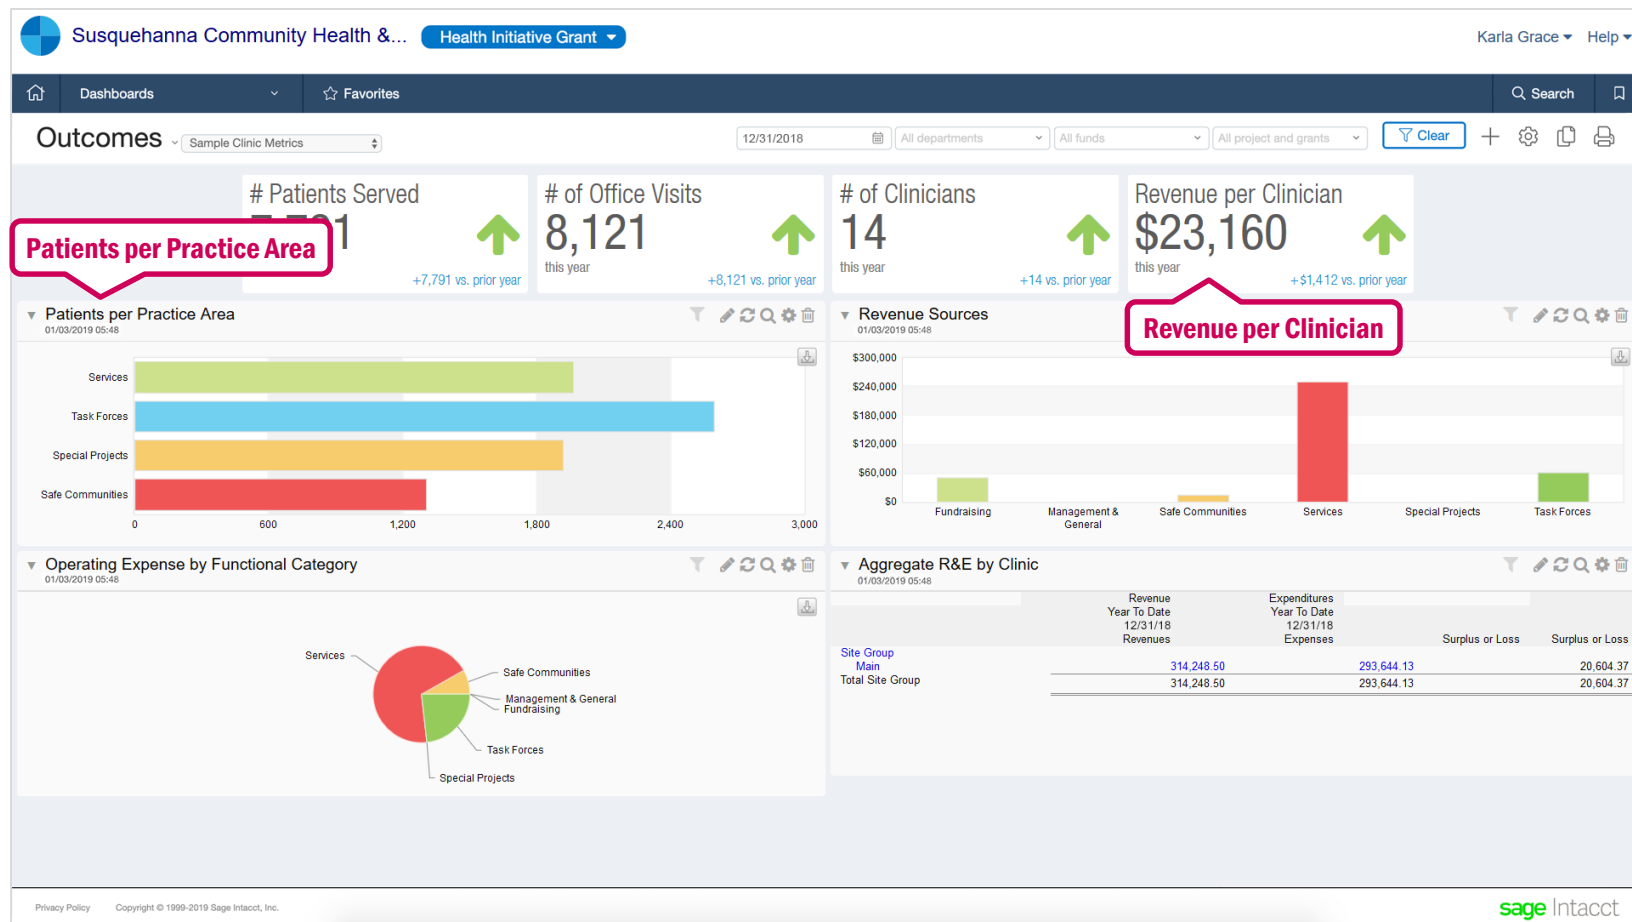 Susquehanna Community Health &...
Health Initiative Grant
Karla Grace
Help
Dashboards
Favorites
Search
Outcomes
Sample Clinic Metrics
12/31/2018
All departments
All funds
All project and grants
Clear
# Patients Served
+7,791 vs. prior year
# of Office Visits
8,121
this year
+8,121 vs. prior year
# of Clinicians
14
this year
+14 vs. prior year
Revenue per Clinician
$23,160
this year
+$1,412 vs. prior year
Patients per Practice Area
Revenue per Clinician
Patients per Practice Area
01/03/2019 05:48
Services
Task Forces
Special Projects
Safe Communities
0
600
1,200
1,800
2,400
3,000
Revenue Sources
01/03/2019 05:48
$300,000
$240,000
$180,000
$120,000
$60,000
$0
Fundraising
Management &
General
Safe Communities
Services
Special Projects
Task Forces
Operating Expense by Functional Category
01/03/2019 05:48
Services
Safe Communities
Management & General
Fundraising
Task Forces
Special Projects
Aggregate R&E by Clinic
01/03/2019 05:48
Revenue Expenditures
Year To Date Year To Date
12/31/18 12/31/18
Revenues Expenses Surplus or Loss Surplus or Loss
Site Group
Main 314,248.50 293,644.13 20,604.37
Total Site Group 314,248.50 293,644.13 20,604.37
Privacy Policy
Copyright © 1999-2019 Sage Intacct, Inc.
sage Intacct